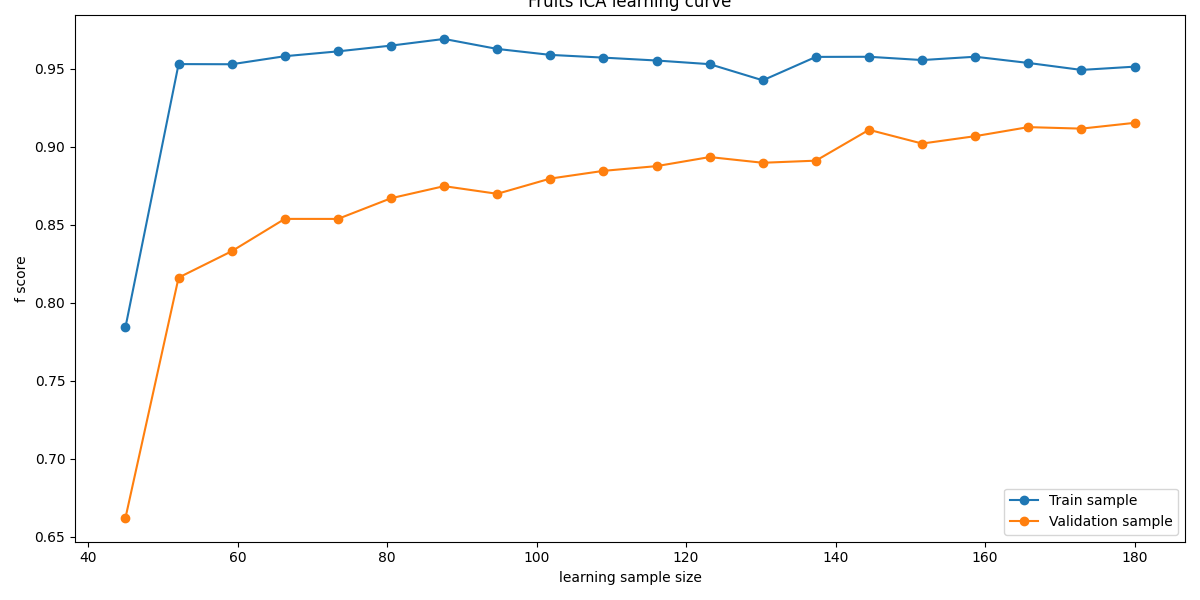 Fruits ICA learning curve
0.95
0.90
0.85
0.80
0.75
0.70
0.65
f score
40 60 80 100 120 140 160 180
learning sample size
Train sample
Validation sample